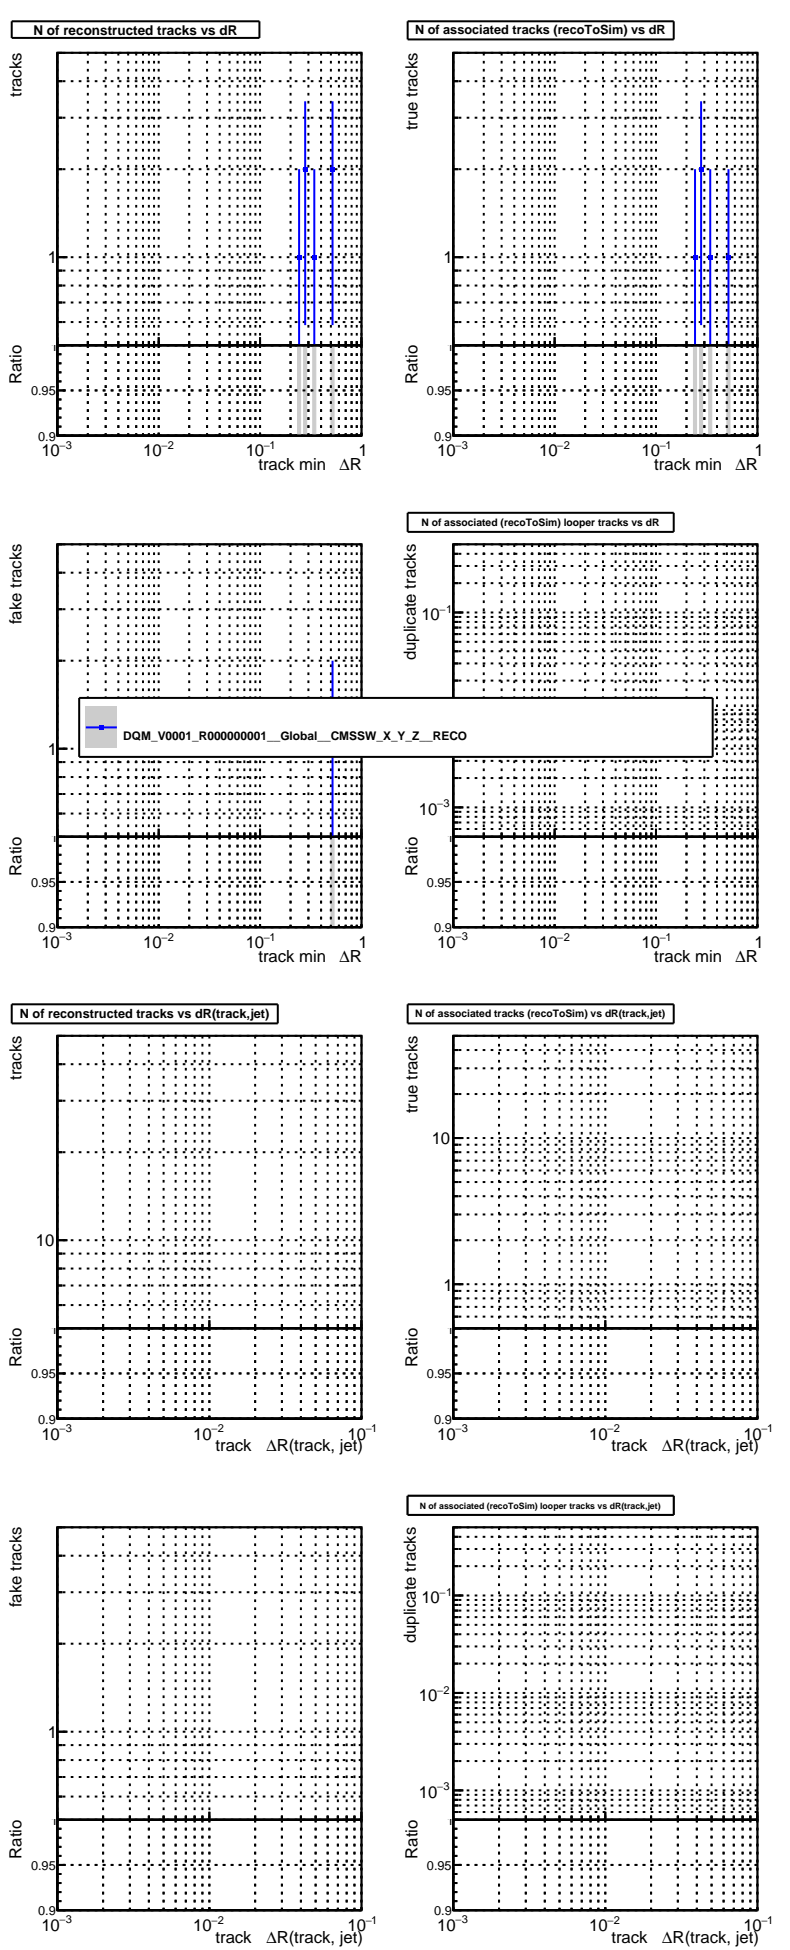 N of reconstructed tracks vs dR
tracks
1
Ratio
0.95
0.9
10⁻³
10⁻²
10⁻¹
1
track min ΔR
N of associated tracks (recoToSim) vs dR
true tracks
1
Ratio
0.95
0.9
10⁻³
10⁻²
10⁻¹
1
track min ΔR
fake tracks
1
Ratio
0.95
0.9
10⁻³
10⁻²
10⁻¹
1
track min ΔR
N of associated (recoToSim) looper tracks vs dR
duplicate tracks
10⁻¹
10⁻³
Ratio
0.95
0.9
10⁻³
10⁻²
10⁻¹
1
track min ΔR
DQM_V0001_R000000001__Global__CMSSW_X_Y_Z__RECO
N of reconstructed tracks vs dR(track,jet)
tracks
10
Ratio
0.95
0.9
10⁻³
10⁻²
10⁻¹
track ΔR(track, jet)
N of associated tracks (recoToSim) vs dR(track,jet)
true tracks
10
1
Ratio
0.95
0.9
10⁻³
10⁻²
10⁻¹
track ΔR(track, jet)
fake tracks
1
Ratio
0.95
0.9
10⁻³
10⁻²
10⁻¹
track ΔR(track, jet)
N of associated (recoToSim) looper tracks vs dR(track,jet)
duplicate tracks
10⁻¹
10⁻²
10⁻³
Ratio
0.95
0.9
10⁻³
10⁻²
10⁻¹
track ΔR(track, jet)